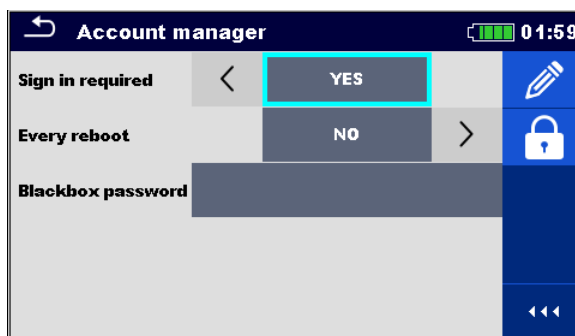 Account manager 01:59
Sign in required YES
Every reboot NO
Blackbox password